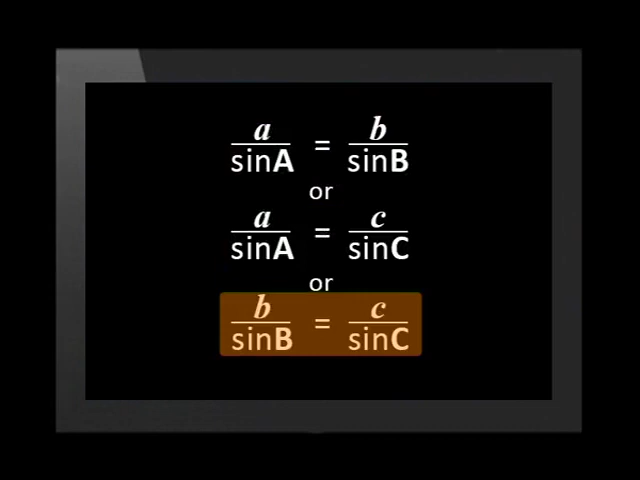 a/sinA = b/sinB
or
a/sinA = c/sinC
or
b/sinB = c/sinC